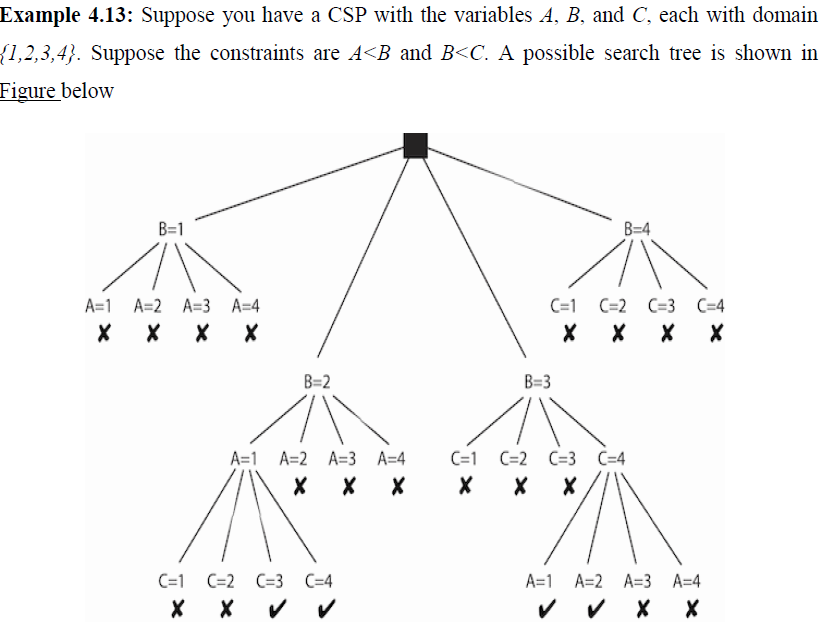 Example 4.13: Suppose you have a CSP with the variables A, B, and C, each with domain
{1,2,3,4}. Suppose the constraints are A<B and B<C. A possible search tree is shown in
Figure below
B=1 B=4
A=1 A=2 A=3 A=4 C=1 C=2 C=3 C=4
✗ ✗ ✗ ✗ ✗ ✗ ✗ ✗
B=2 B=3
A=1 A=2 A=3 A=4 C=1 C=2 C=3 C=4
✗ ✗ ✗ ✗ ✗ ✗
C=1 C=2 C=3 C=4 A=1 A=2 A=3 A=4
✗ ✗ ✓ ✓ ✓ ✓ ✗ ✗